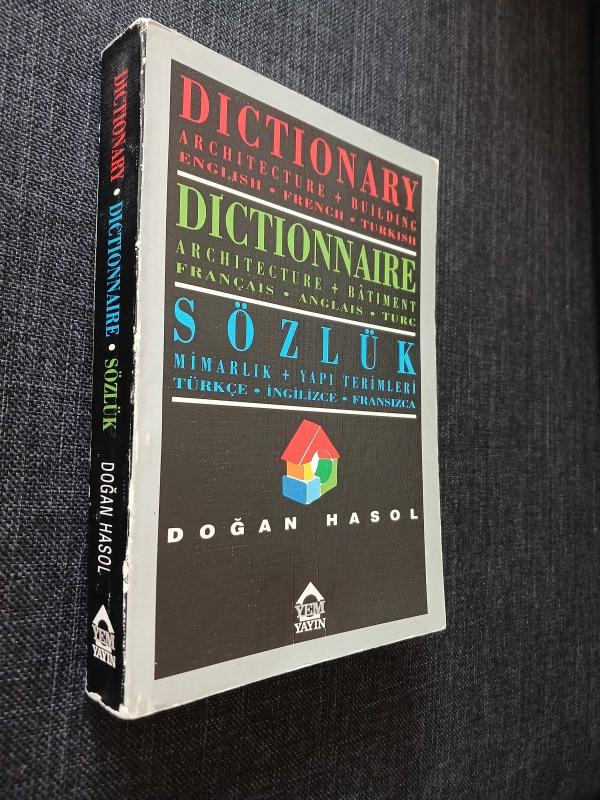 DICTIONARY
ARCHITECTURE + BUILDING
ENGLISH • FRENCH • TURKISH
DICTIONNAIRE
ARCHITECTURE + BÂTIMENT
FRANÇAIS • ANGLAIS • TURC
SÖZLÜK
MİMARLIK + YAPI TERİMLERİ
TÜRKÇE • İNGİLİZCE • FRANSIZCA
DOĞAN HASOL
YEM
YAYIN
DICTIONARY • DICTIONNAIRE • SÖZLÜK DOĞAN HASOL
YEM
YAYIN